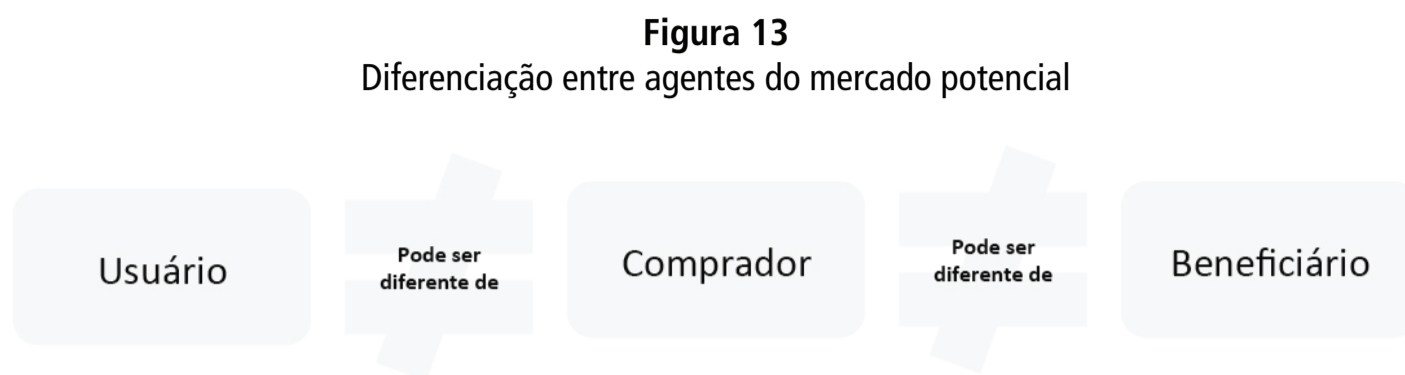 Figura 13
Diferenciação entre agentes do mercado potencial
Usuário
Pode ser
diferente de
Comprador
Pode ser
diferente de
Beneficiário